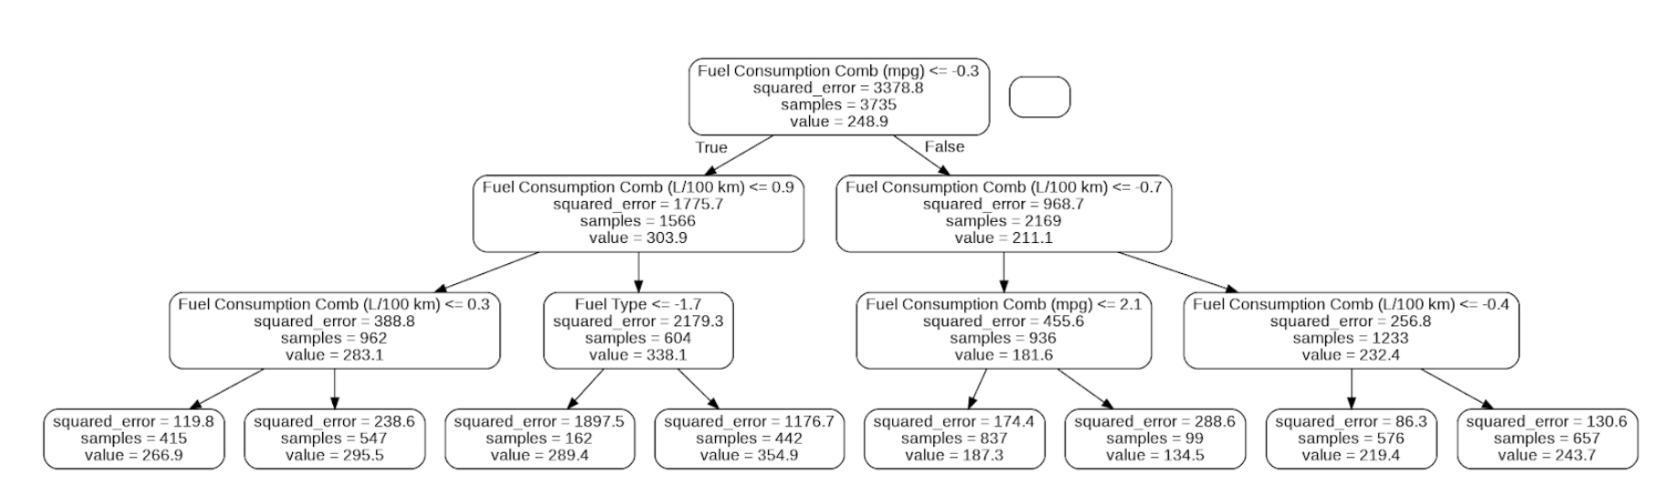 Fuel Consumption Comb (mpg) <= -0.3
squared_error = 3378.8
samples = 3735
value = 248.9
True
False
Fuel Consumption Comb (L/100 km) <= 0.9
squared_error = 1775.7
samples = 1566
value = 303.9
Fuel Consumption Comb (L/100 km) <= -0.7
squared_error = 968.7
samples = 2169
value = 211.1
Fuel Consumption Comb (L/100 km) <= 0.3
squared_error = 388.8
samples = 962
value = 283.1
Fuel Type <= -1.7
squared_error = 2179.3
samples = 604
value = 338.1
Fuel Consumption Comb (mpg) <= 2.1
squared_error = 455.6
samples = 936
value = 181.6
Fuel Consumption Comb (L/100 km) <= -0.4
squared_error = 256.8
samples = 1233
value = 232.4
squared_error = 119.8
samples = 415
value = 266.9
squared_error = 238.6
samples = 547
value = 295.5
squared_error = 1897.5
samples = 162
value = 289.4
squared_error = 1176.7
samples = 442
value = 354.9
squared_error = 174.4
samples = 837
value = 187.3
squared_error = 288.6
samples = 99
value = 134.5
squared_error = 86.3
samples = 576
value = 219.4
squared_error = 130.6
samples = 657
value = 243.7